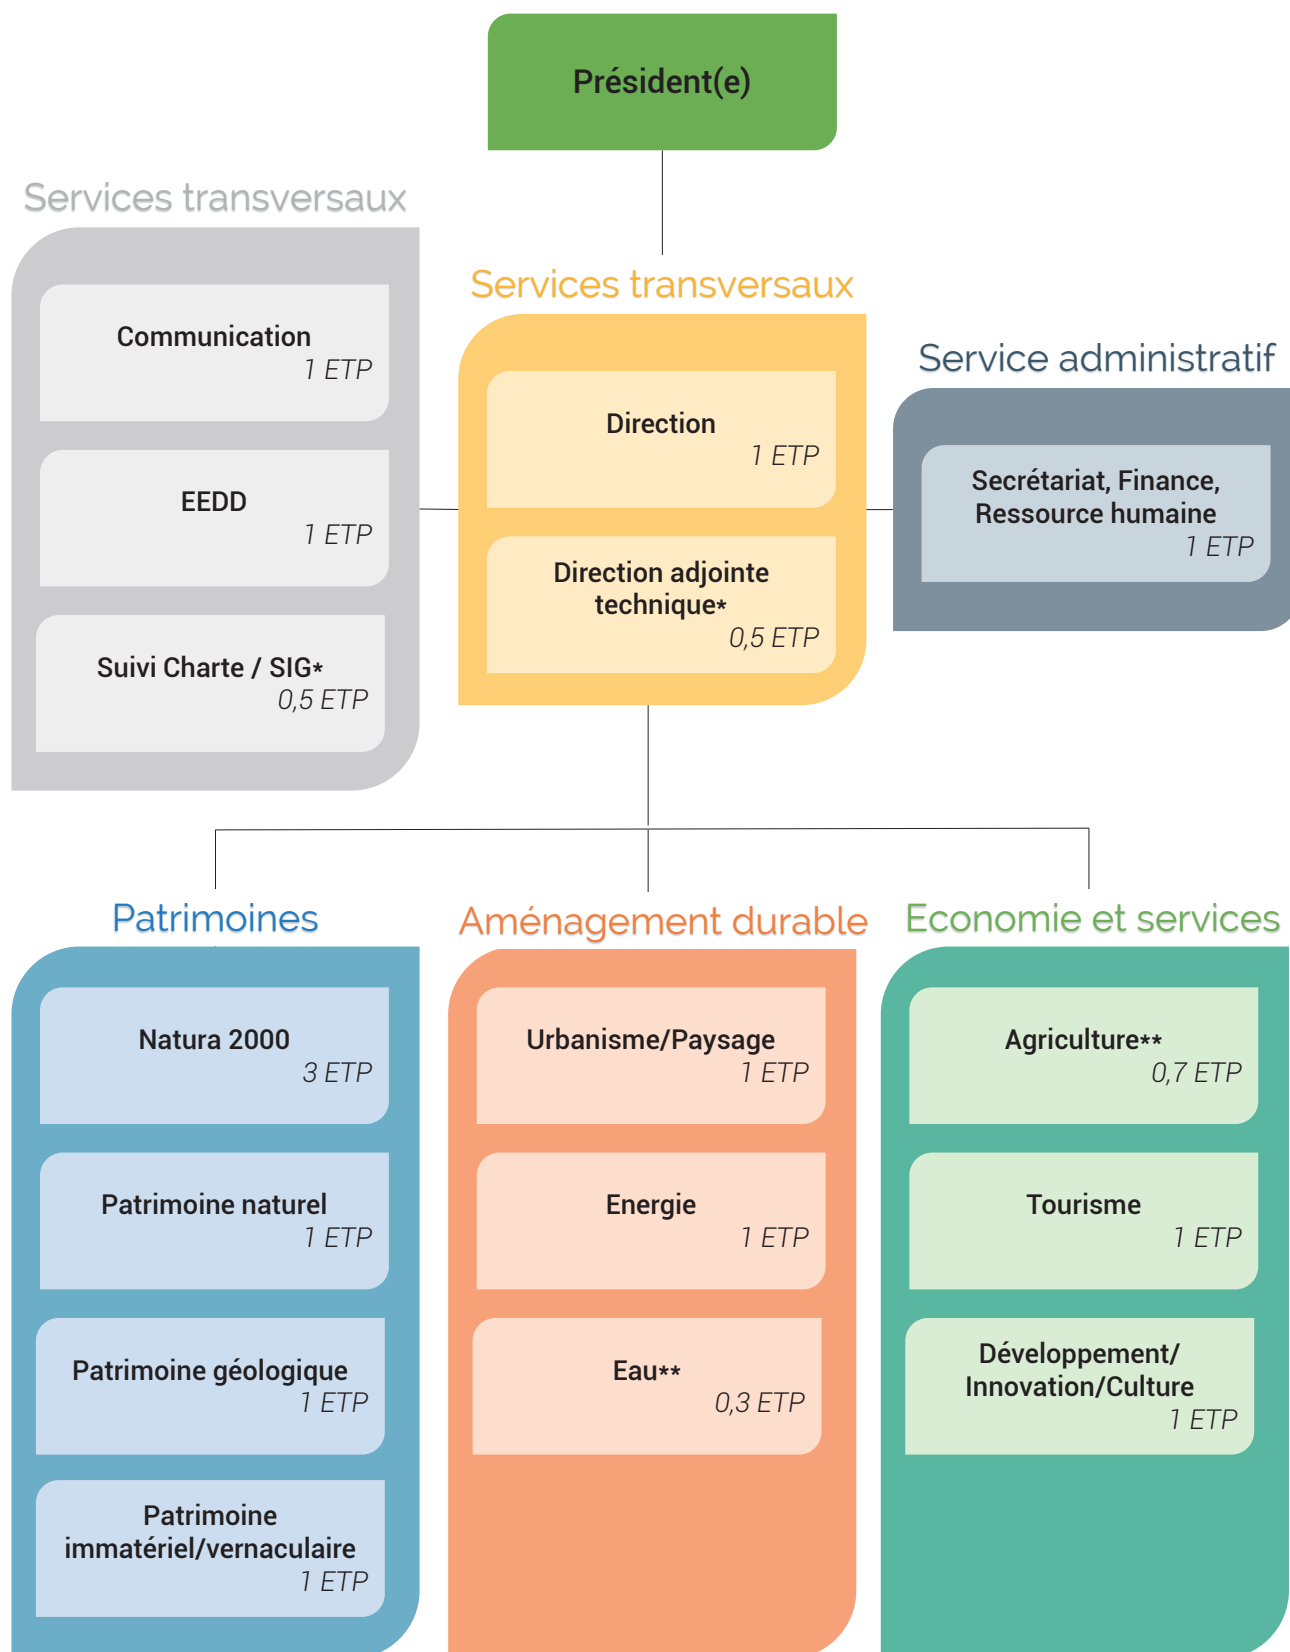 Président(e)
Services transversaux
Communication
1 ETP
EEDD
1 ETP
Suivi Charte / SIG*
0,5 ETP
Services transversaux
Direction
1 ETP
Direction adjointe
technique*
0,5 ETP
Service administratif
Secrétariat, Finance,
Ressource humaine
1 ETP
Patrimoines
Natura 2000
3 ETP
Patrimoine naturel
1 ETP
Patrimoine géologique
1 ETP
Patrimoine
immatériel/vernaculaire
1 ETP
Aménagement durable
Urbanisme/Paysage
1 ETP
Energie
1 ETP
Eau**
0,3 ETP
Economie et services
Agriculture**
0,7 ETP
Tourisme
1 ETP
Développement/
Innovation/Culture
1 ETP